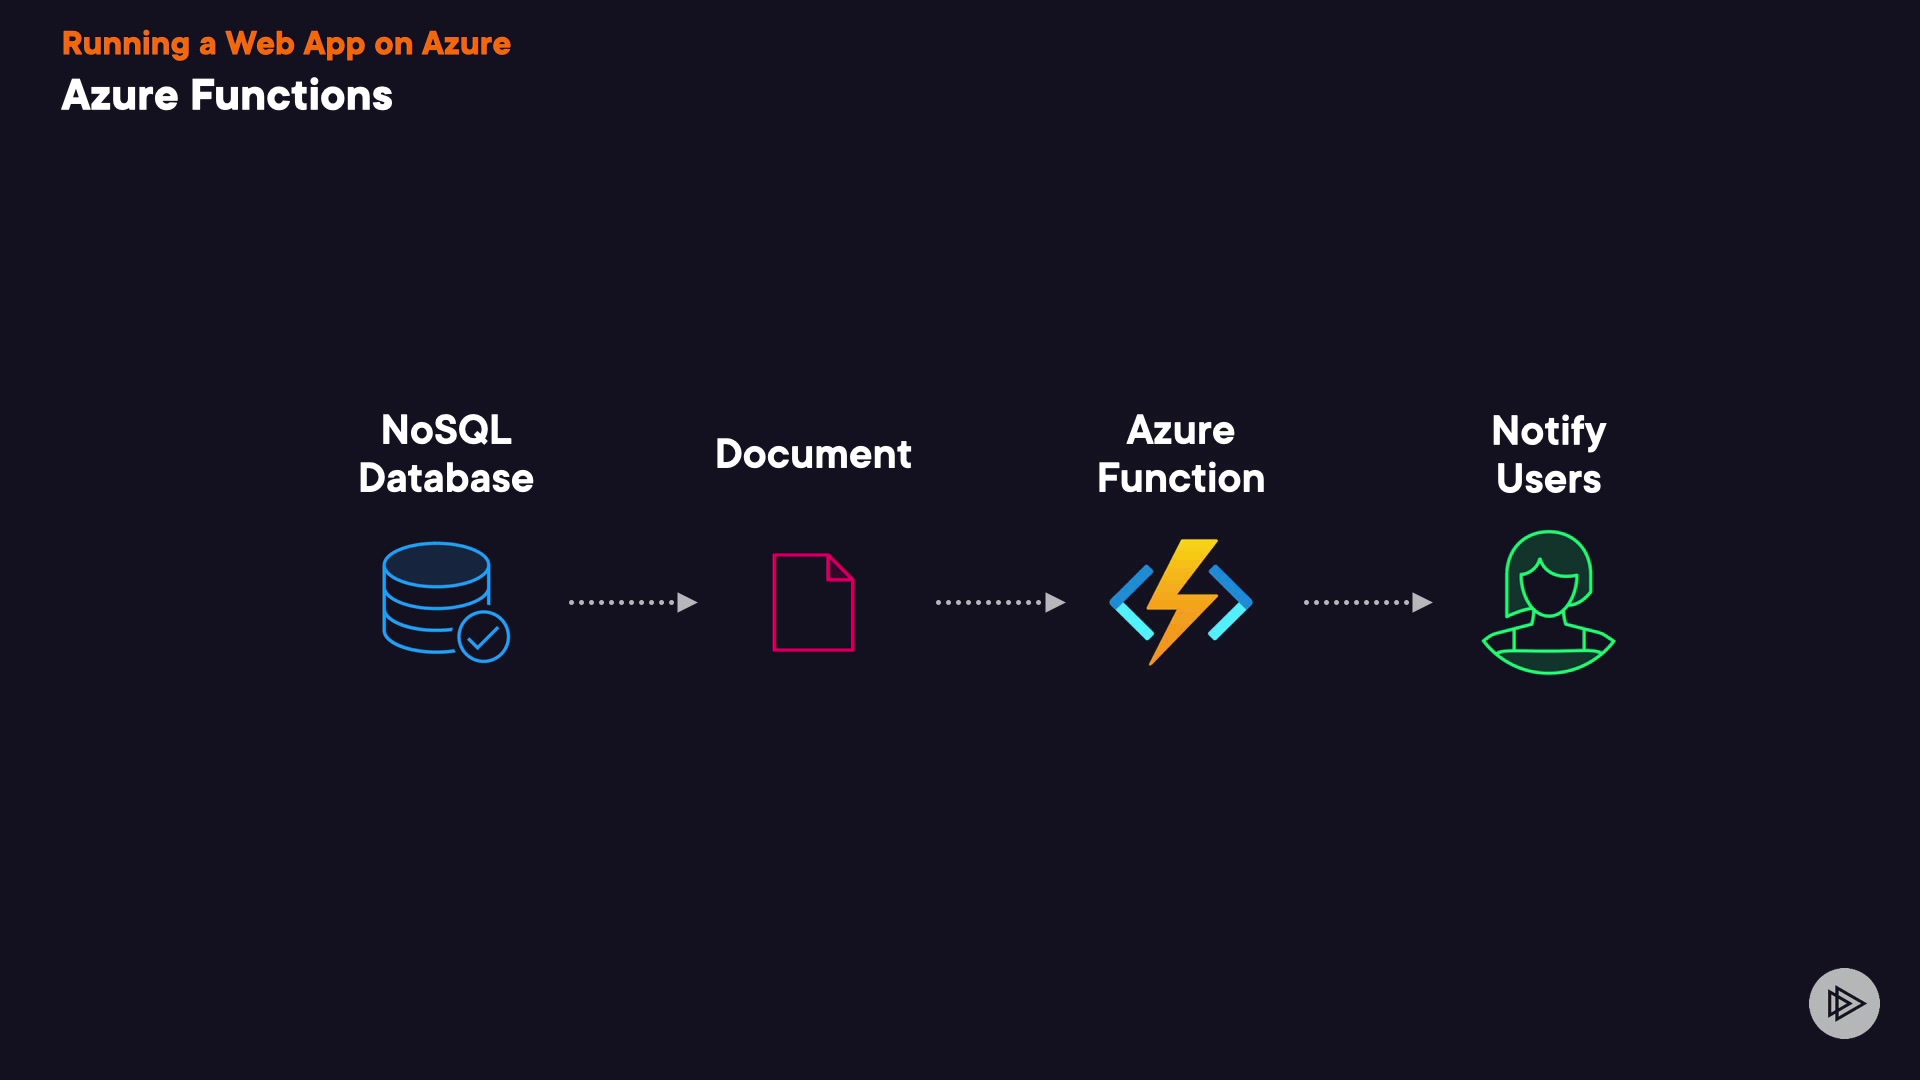 Running a Web App on Azure
Azure Functions
NoSQL
Database
Document
Azure
Function
Notify
Users